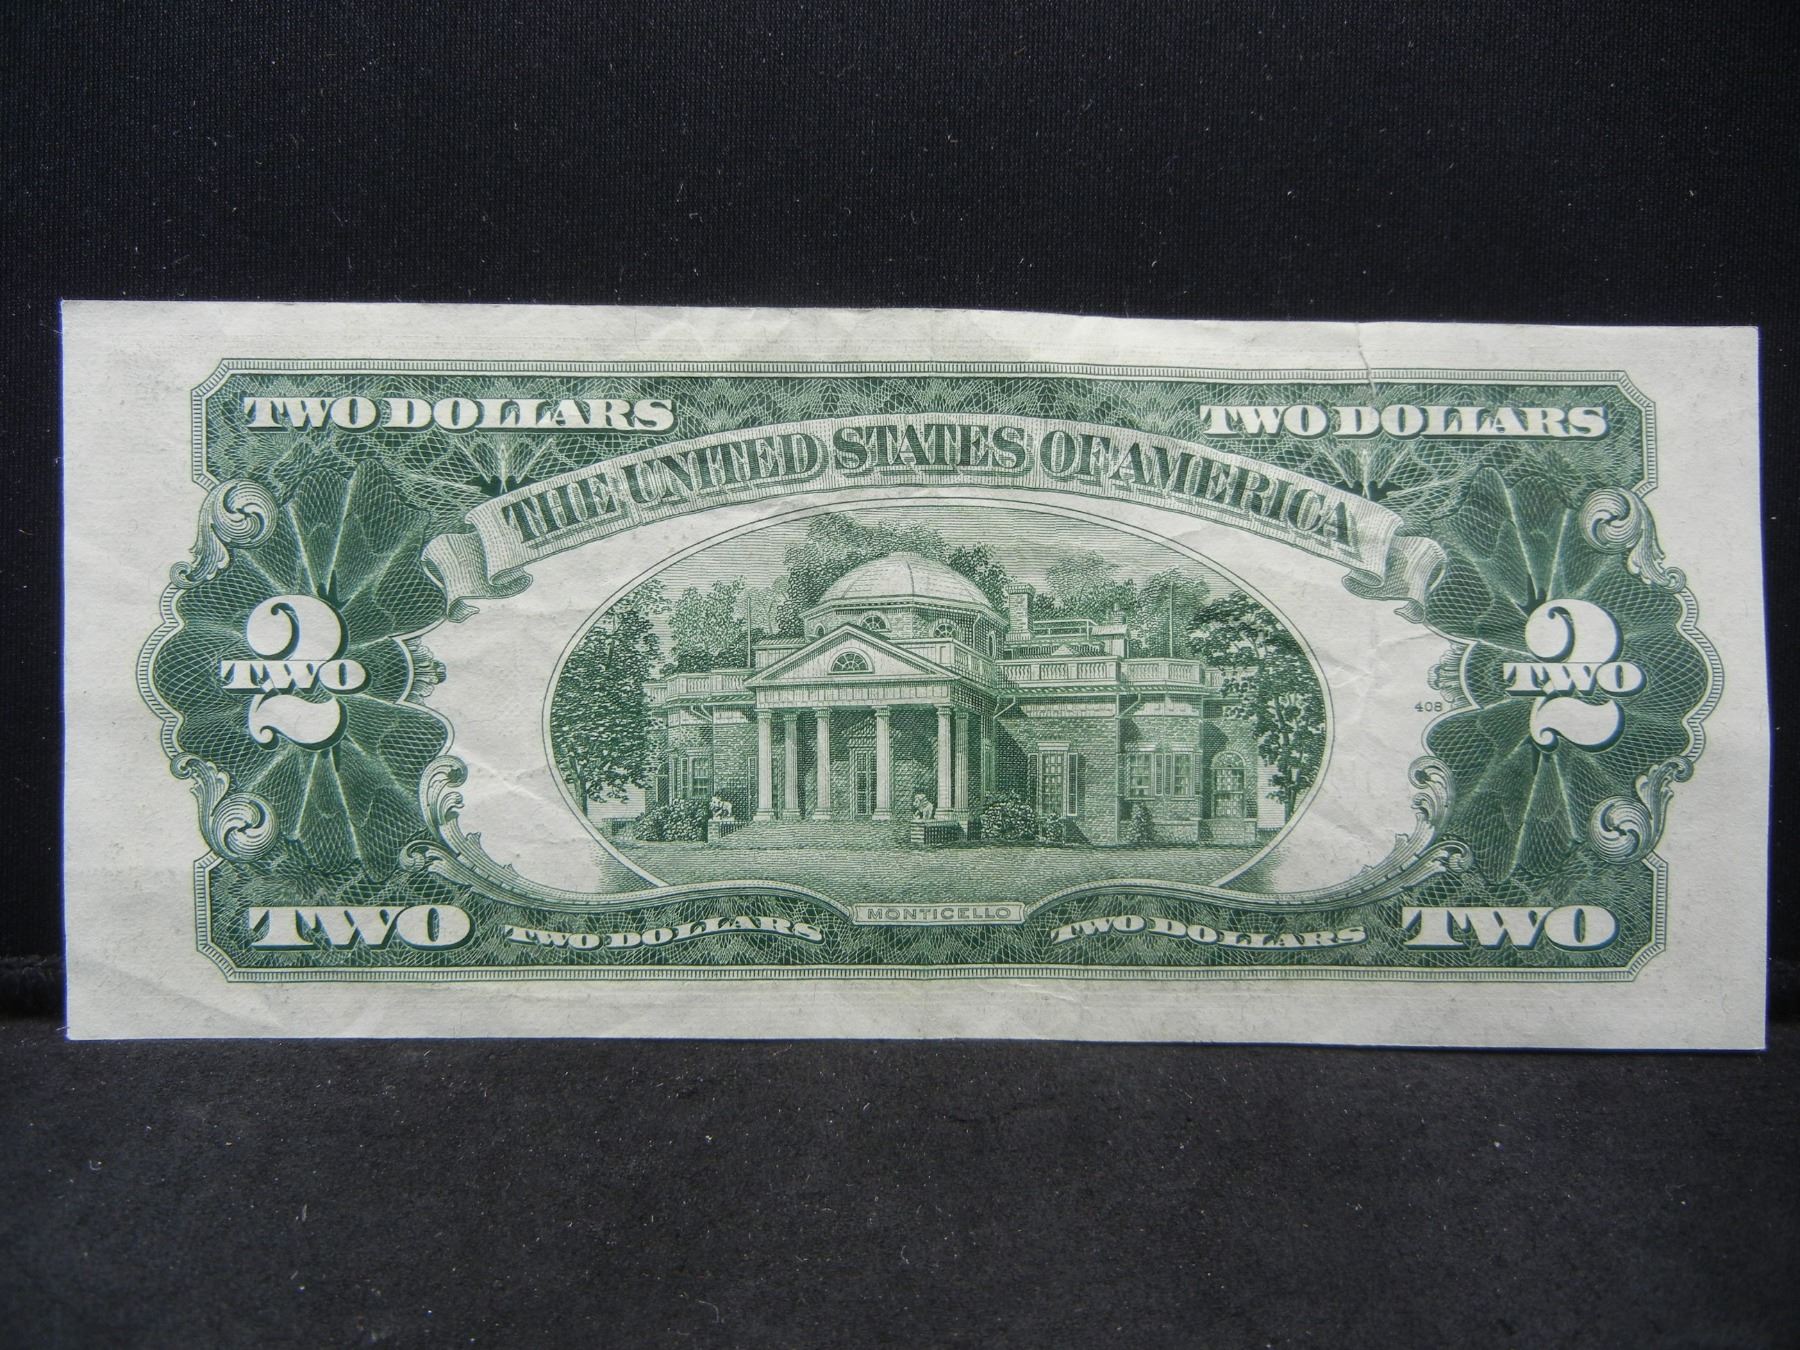 TWO DOLLARS TWO DOLLARS
THE UNITED STATES OF AMERICA
2 TWO 2 TWO
408
MONTICELLO
TWO TWO DOLLARS TWO DOLLARS TWO